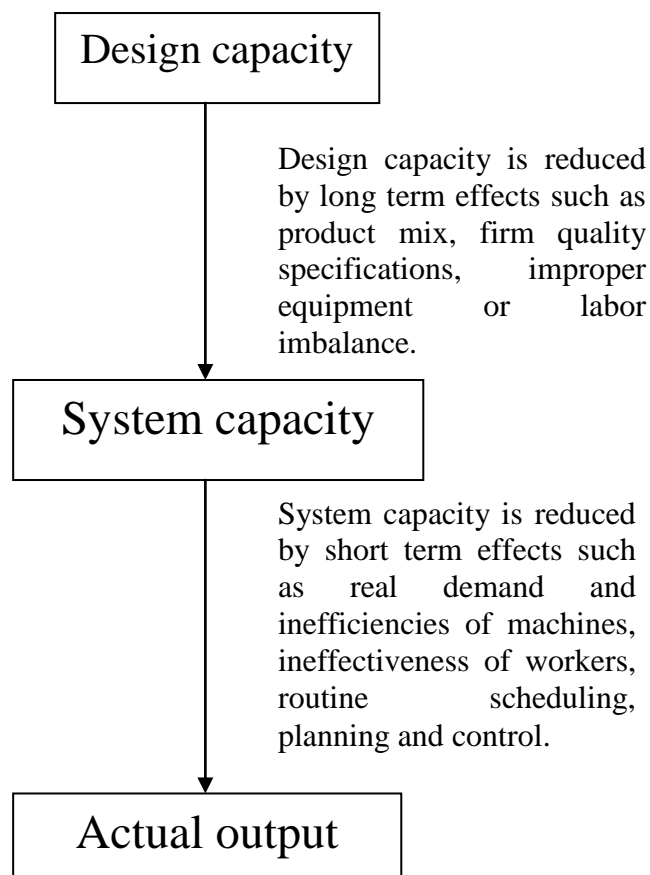 Design capacity
Design capacity is reduced
by long term effects such as
product mix, firm quality
specifications, improper
equipment or labor
imbalance.
System capacity
System capacity is reduced
by short term effects such
as real demand and
inefficiencies of machines,
ineffectiveness of workers,
routine scheduling,
planning and control.
Actual output